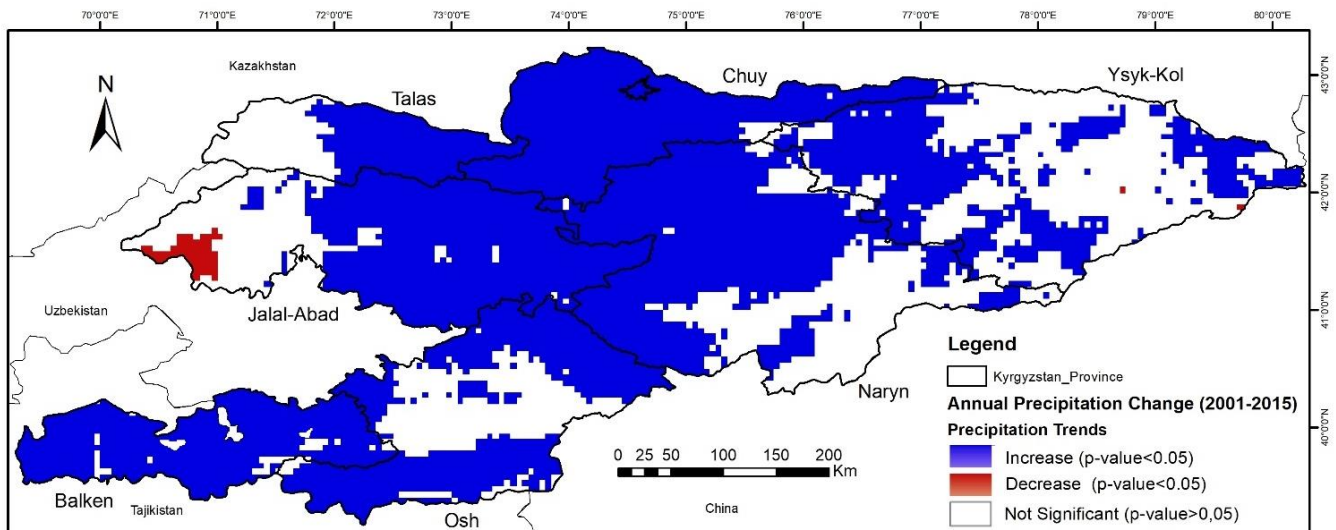 70°0'0"E 71°0'0"E 72°0'0"E 73°0'0"E 74°0'0"E 75°0'0"E 76°0'0"E 77°0'0"E 78°0'0"E 79°0'0"E 80°0'0"E
N
Kazakhstan
Talas
Chuy
Ysyk-Kol
43°0'0"N
42°0'0"N
41°0'0"N
40°0'0"N
Uzbekistan
Jalal-Abad
Naryn
Balken
Tajikistan
Osh
China
0 25 50 100 150 200
Km
Legend
Kyrgyzstan_Province
Annual Precipitation Change (2001-2015)
Precipitation Trends
Increase (p-value<0.05)
Decrease (p-value<0.05)
Not Significant (p-value>0,05)